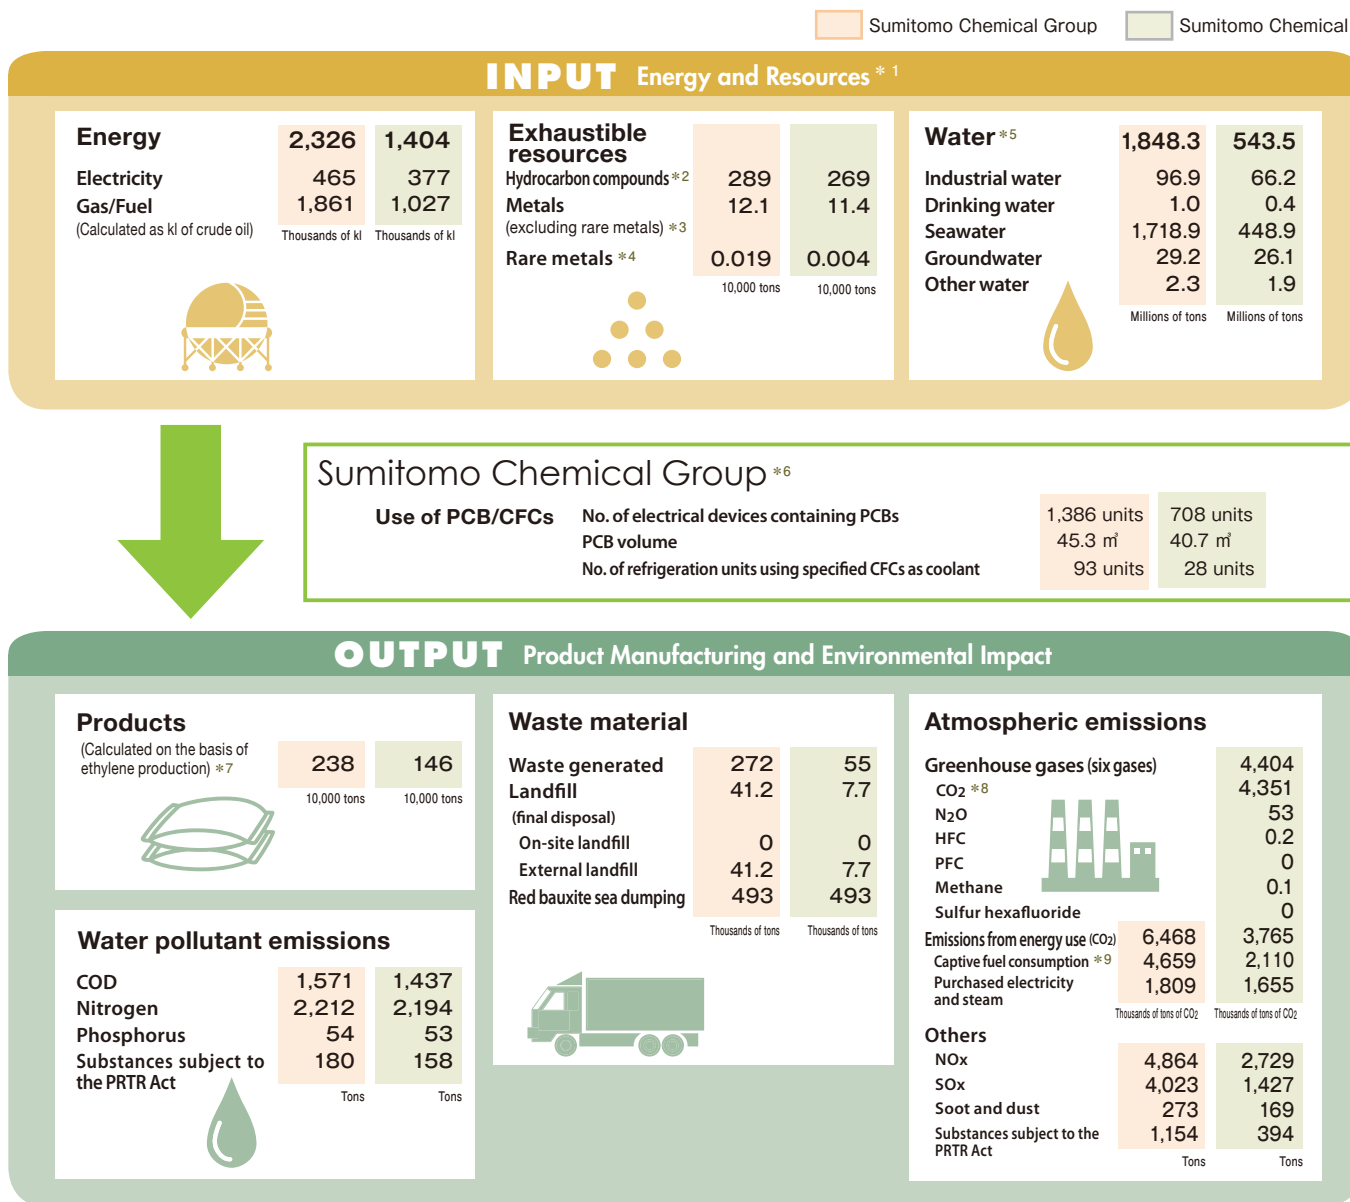 Sumitomo Chemical Group Sumitomo Chemical
INPUT Energy and Resources *1
Energy 2,326 1,404
Electricity 465 377
Gas/Fuel 1,861 1,027
(Calculated as kl of crude oil) Thousands of kl Thousands of kl
Exhaustible
resources
Hydrocarbon compounds *2 289 269
Metals 12.1 11.4
(excluding rare metals) *3
Rare metals *4 0.019 0.004
10,000 tons 10,000 tons
Water *5 1,848.3 543.5
Industrial water 96.9 66.2
Drinking water 1.0 0.4
Seawater 1,718.9 448.9
Groundwater 29.2 26.1
Other water 2.3 1.9
Millions of tons Millions of tons
Sumitomo Chemical Group *6
Use of PCB/CFCs No. of electrical devices containing PCBs 1,386 units 708 units
PCB volume 45.3 ㎥ 40.7 ㎥
No. of refrigeration units using specified CFCs as coolant 93 units 28 units
OUTPUT Product Manufacturing and Environmental Impact
Products
(Calculated on the basis of
ethylene production) *7 238 146
10,000 tons 10,000 tons
Water pollutant emissions
COD 1,571 1,437
Nitrogen 2,212 2,194
Phosphorus 54 53
Substances subject to 180 158
the PRTR Act
Tons Tons
Waste material
Waste generated 272 55
Landfill 41.2 7.7
(final disposal)
On-site landfill 0 0
External landfill 41.2 7.7
Red bauxite sea dumping 493 493
Thousands of tons Thousands of tons
Atmospheric emissions
Greenhouse gases (six gases) 4,404
CO2 *8 4,351
N2O 53
HFC 0.2
PFC 0
Methane 0.1
Sulfur hexafluoride 0
Emissions from energy use (CO2) 6,468 3,765
Captive fuel consumption *9 4,659 2,110
Purchased electricity 1,809 1,655
and steam
Thousands of tons of CO2 Thousands of tons of CO2
Others
NOx 4,864 2,729
SOx 4,023 1,427
Soot and dust 273 169
Substances subject to the 1,154 394
PRTR Act
Tons Tons